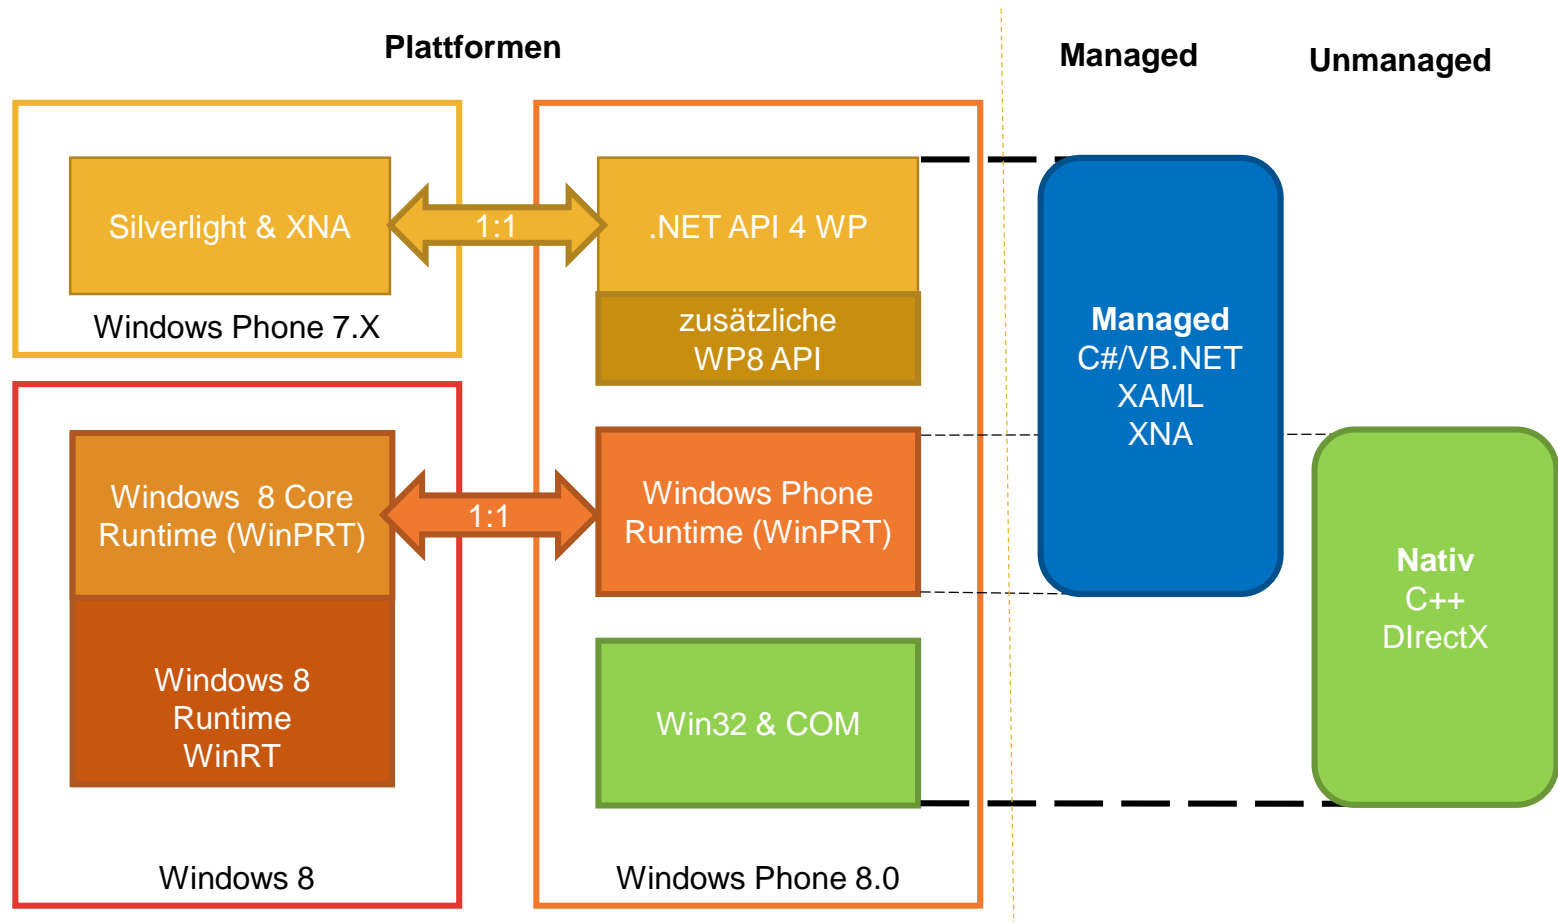 Plattformen
Managed
Unmanaged
Silverlight & XNA
1:1
.NET API 4 WP
zusätzliche
WP8 API
Windows Phone 7.X
Managed
C#/VB.NET
XAML
XNA
Windows 8 Core
Runtime (WinPRT)
1:1
Windows Phone
Runtime (WinPRT)
Nativ
C++
DIrectX
Windows 8
Runtime
WinRT
Win32 & COM
Windows 8
Windows Phone 8.0